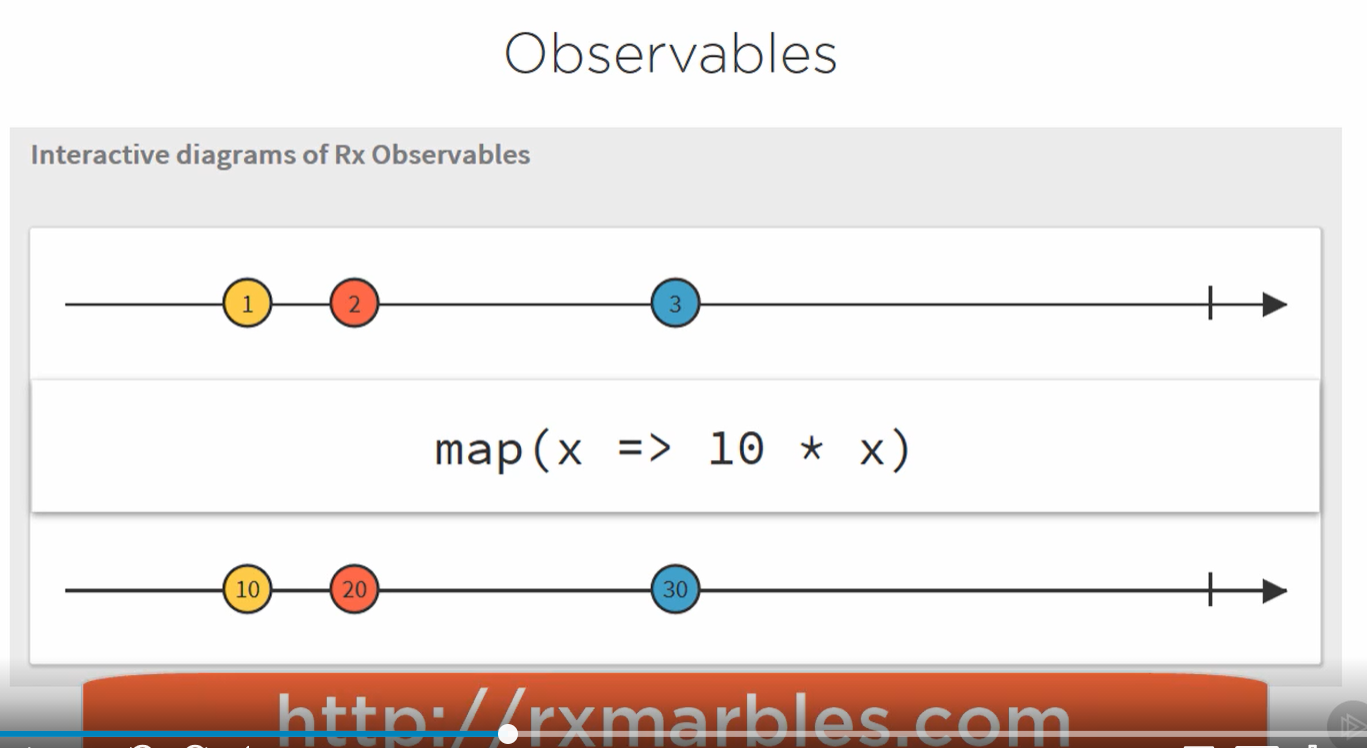 Observables
Interactive diagrams of Rx Observables
1 2 3
map(x => 10 * x)
10 20 30
http://rxmarbles.com